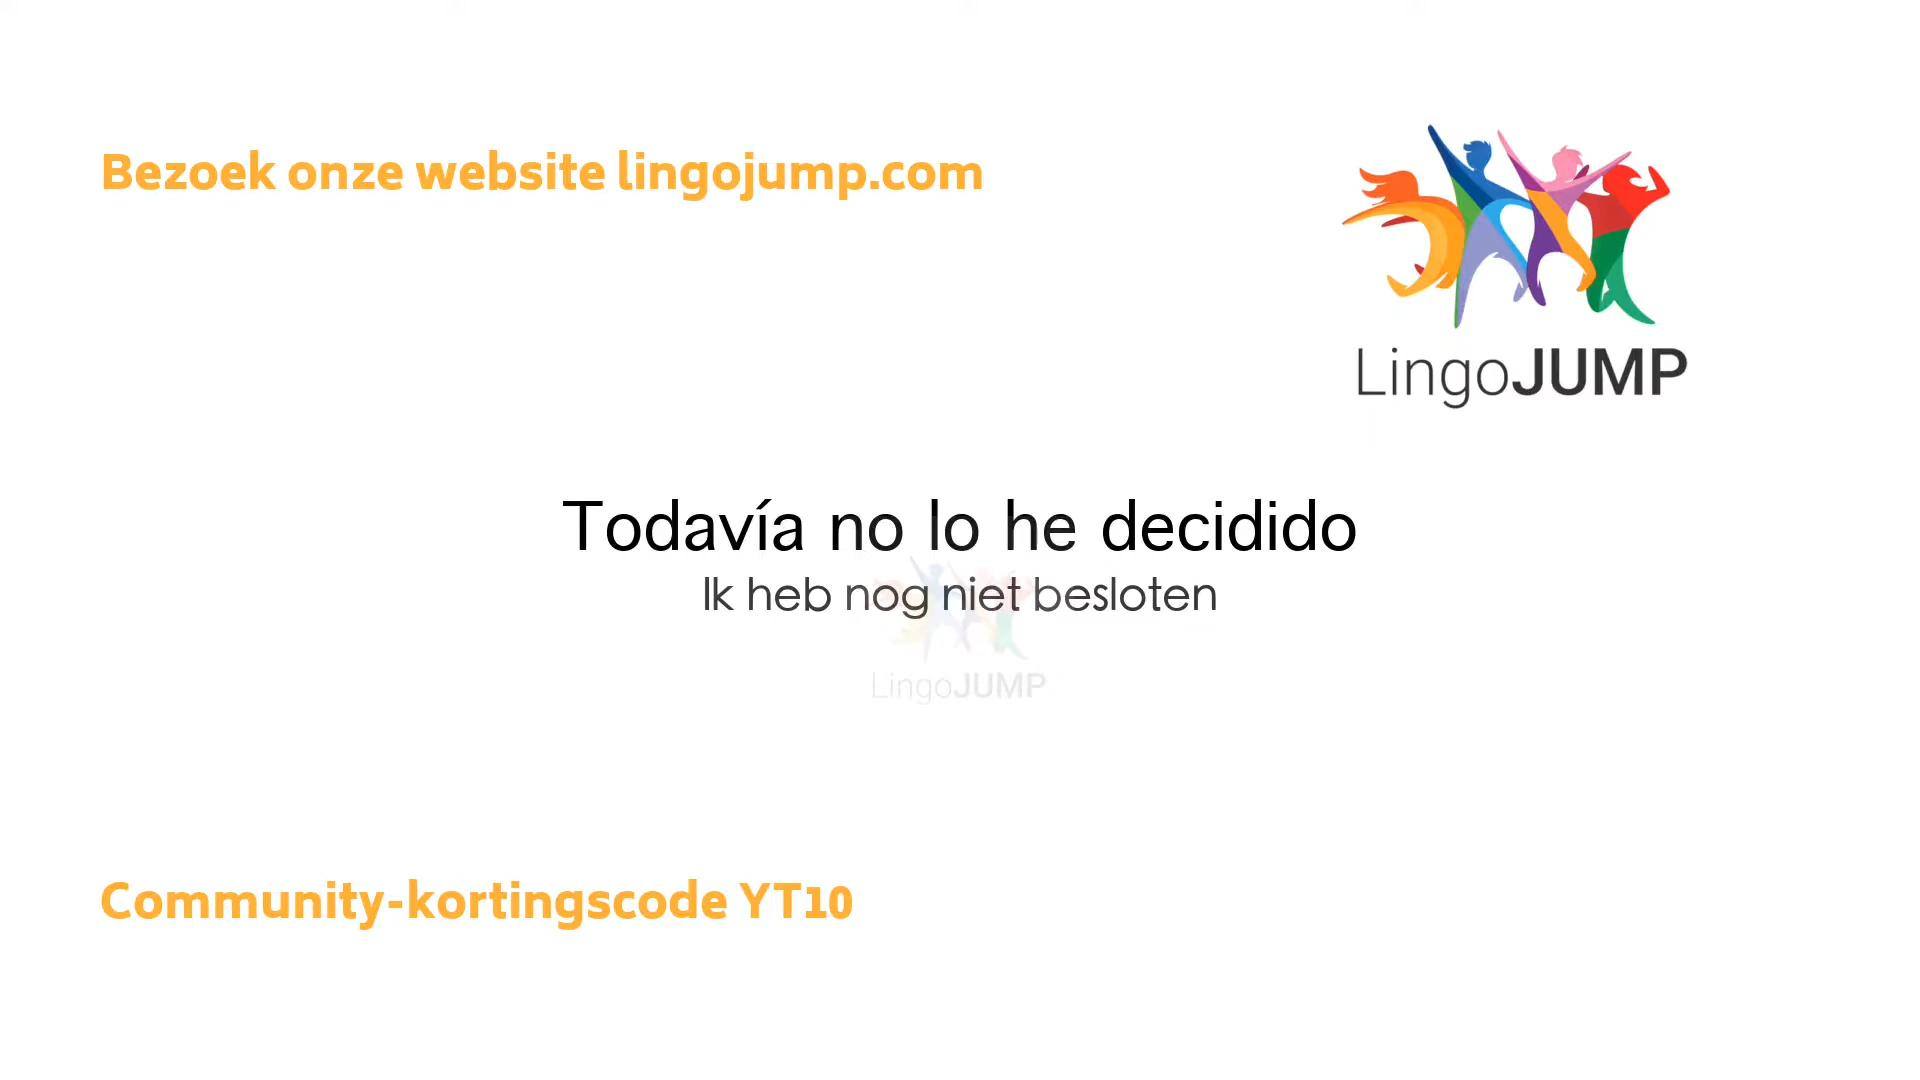 Bezoek onze website lingojump.com
LingoJUMP
Todavía no lo he decidido
Ik heb nog niet besloten
LingoJUMP
Community-kortingscode YT10